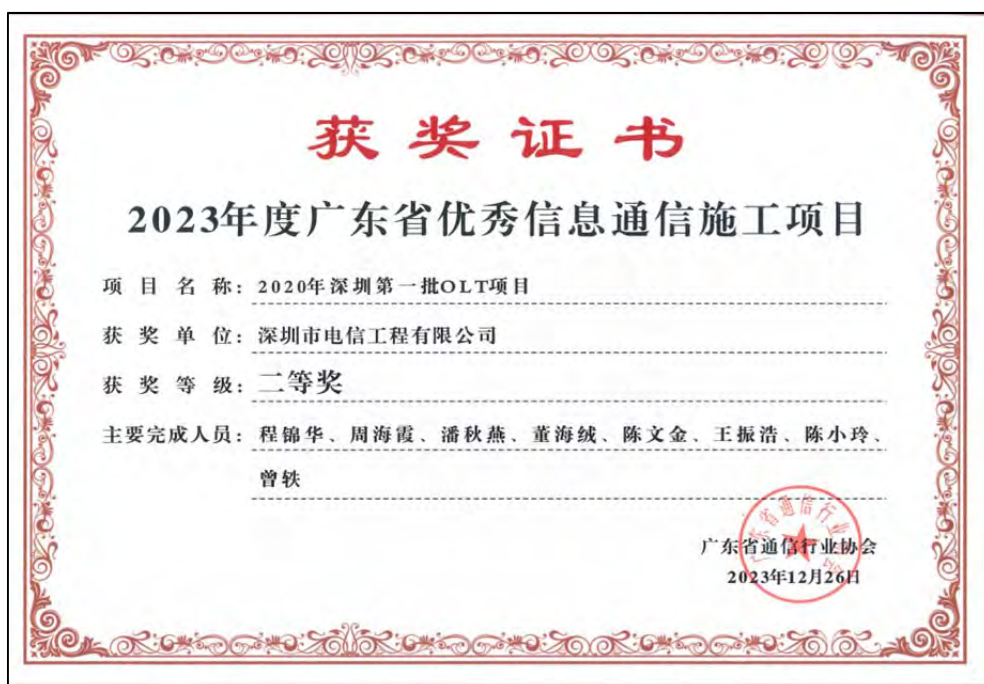 获奖证书
2023年度广东省优秀信息通信施工项目
项目名称：2020年深圳第一批OLT项目
获奖单位：深圳市电信工程有限公司
获奖等级：二等奖
主要完成人员：程锦华、周海霞、潘秋燕、董海绒、陈文金、王振浩、陈小玲、
曾轶
广东省通信行业协会
2023年12月26日